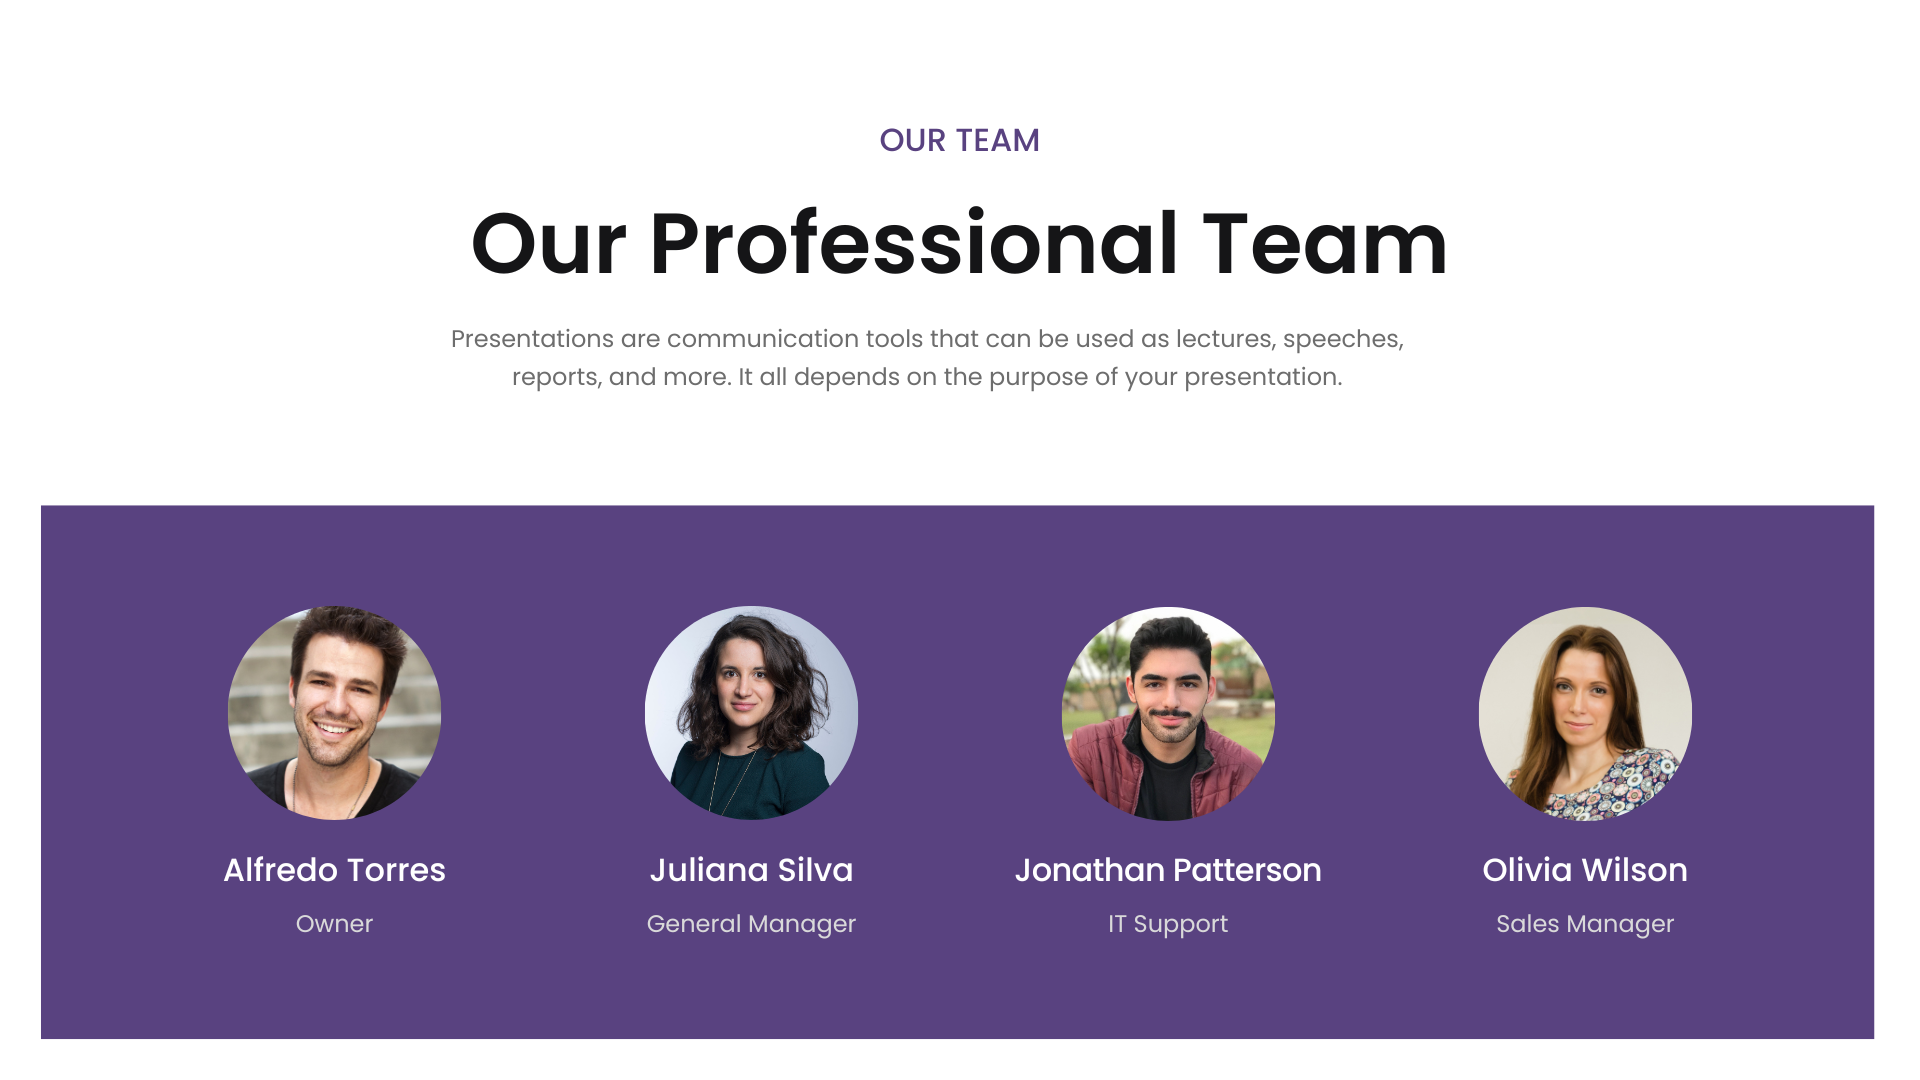 OUR TEAM
Our Professional Team
Presentations are communication tools that can be used as lectures, speeches,
reports, and more. It all depends on the purpose of your presentation.
Alfredo Torres
Owner
Juliana Silva
General Manager
Jonathan Patterson
IT Support
Olivia Wilson
Sales Manager